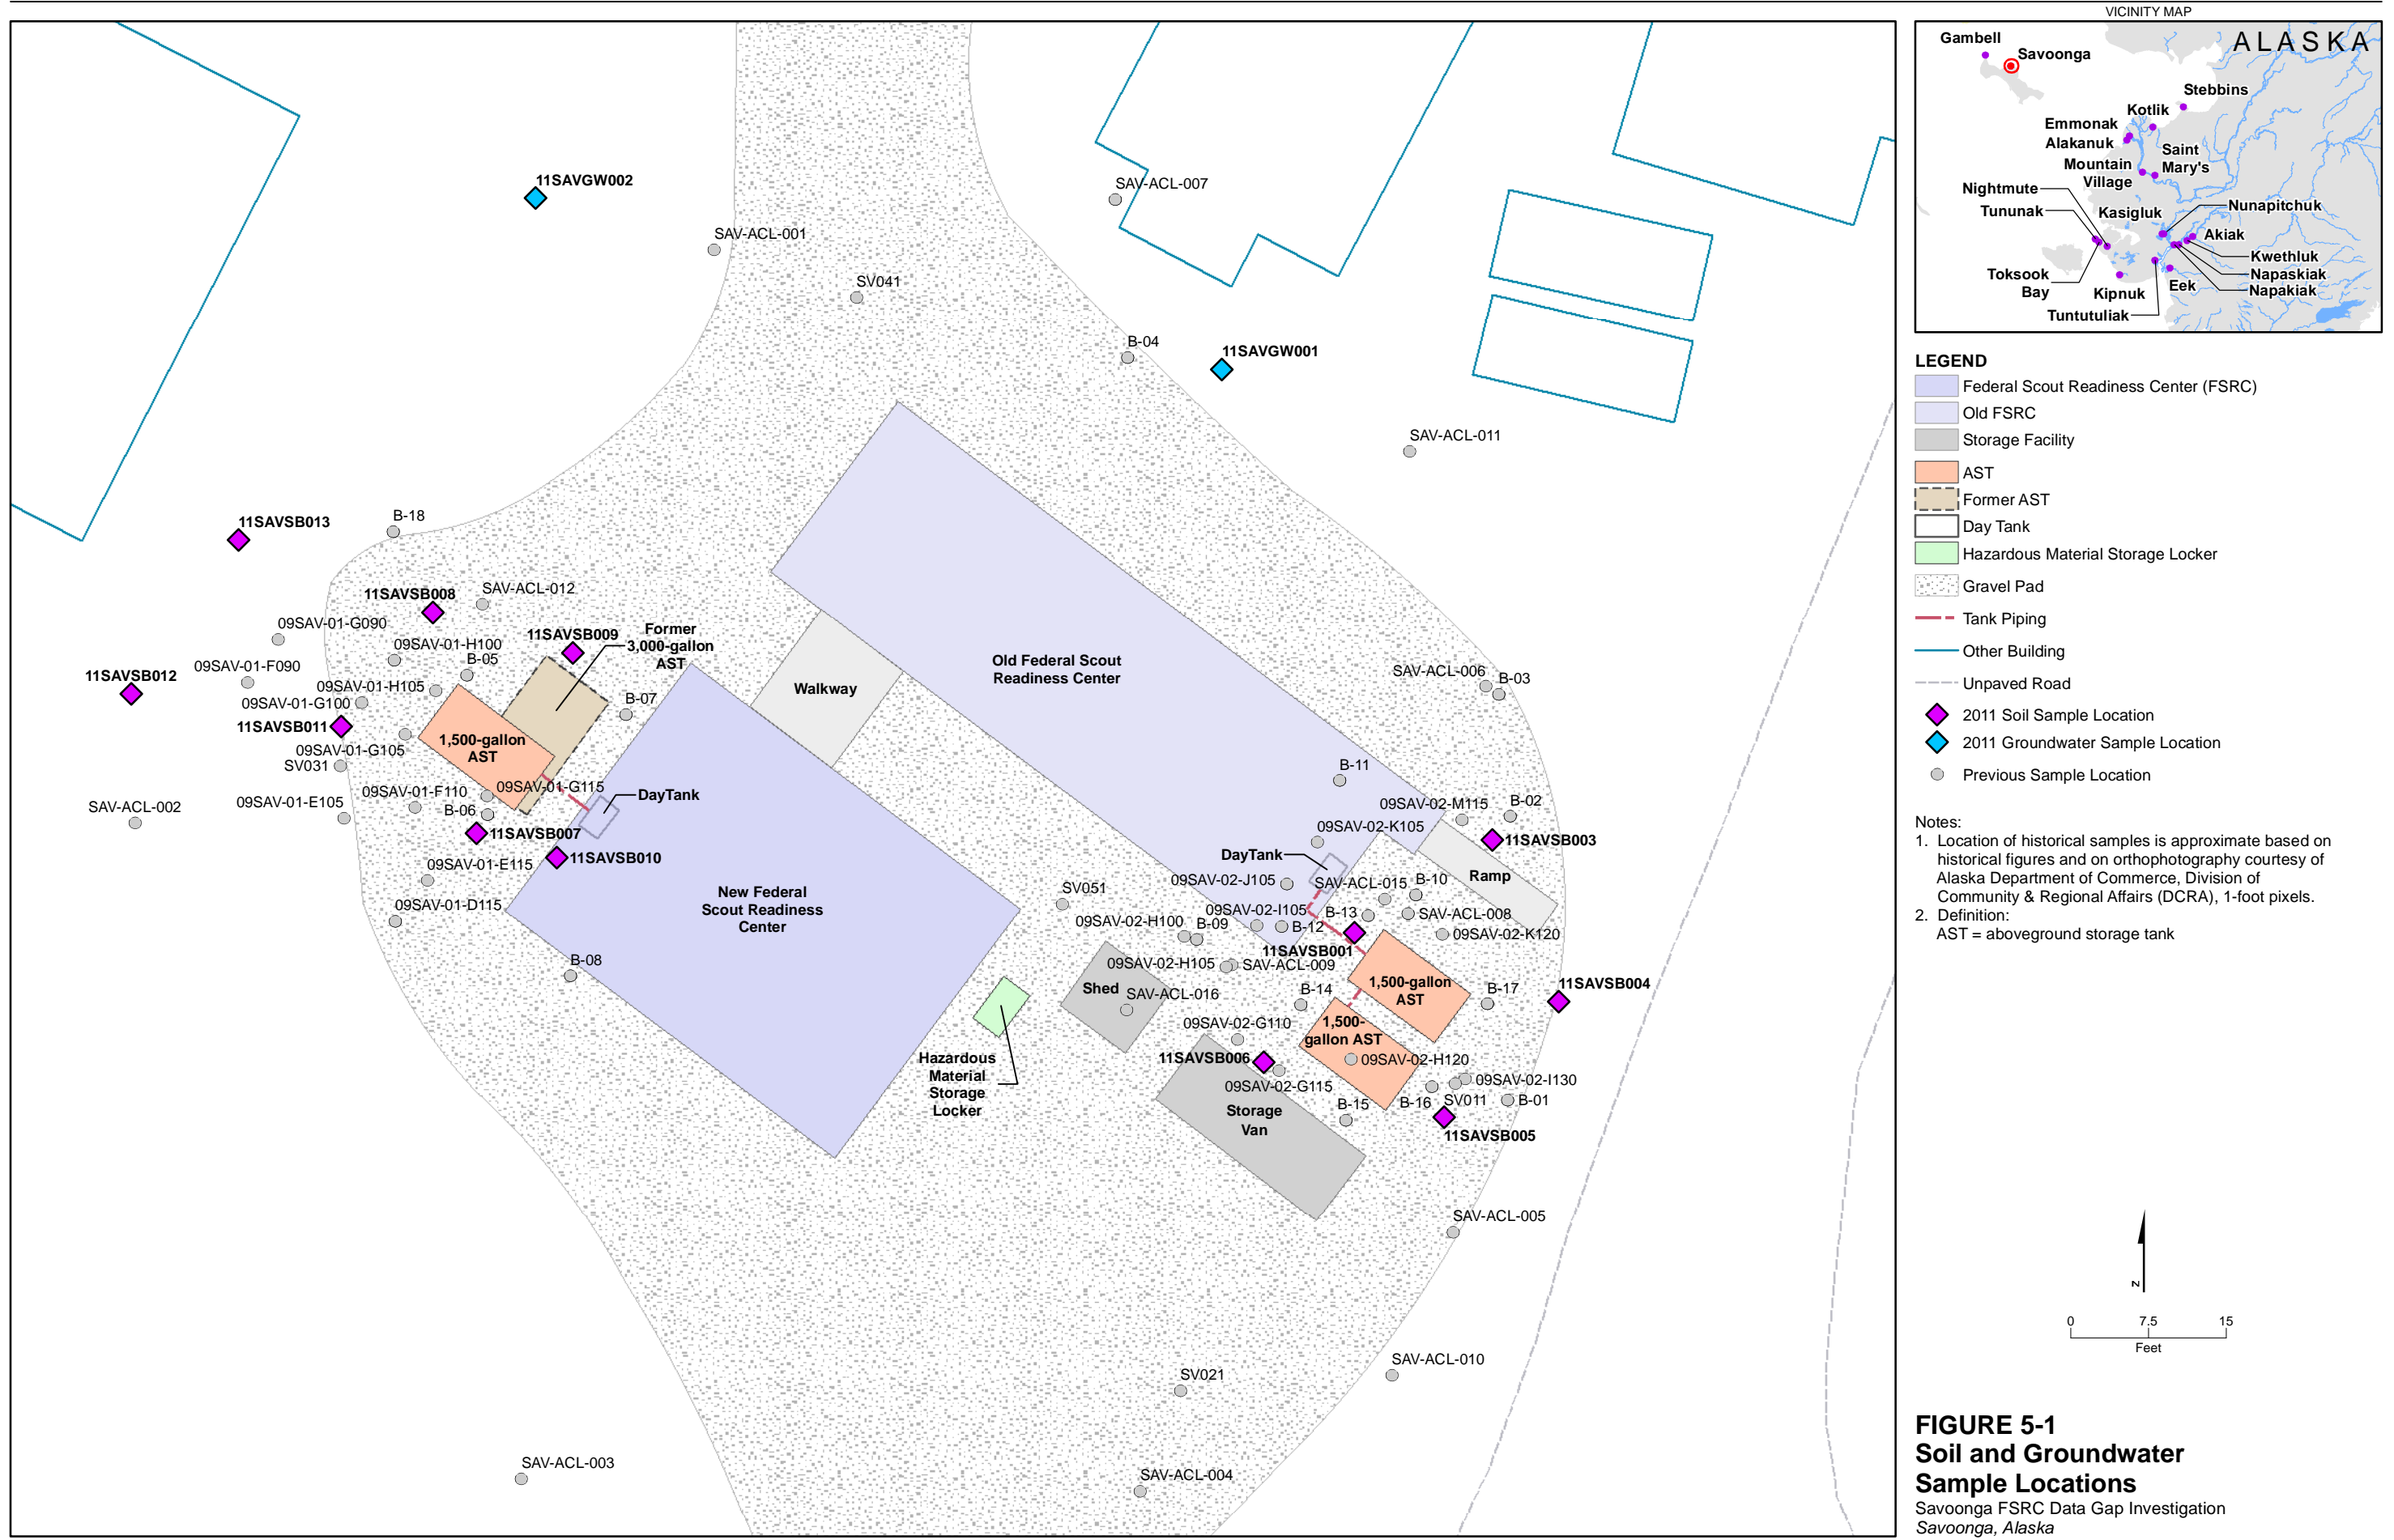 VICINITY MAP
ALASKA
Gambell
Savoonga
Stebbins
Kotlik
Emmonak
Alakanuk
Saint
Mary's
Mountain
Village
Nightmute
Tununak
Kasigluk
Nunapitchuk
Akiak
Kwethluk
Toksook
Bay
Napaskiak
Kipnuk
Eek
Napakiak
Tuntutuliak
LEGEND
Federal Scout Readiness Center (FSRC)
Old FSRC
Storage Facility
AST
Former AST
Day Tank
Hazardous Material Storage Locker
Gravel Pad
Tank Piping
Other Building
Unpaved Road
2011 Soil Sample Location
2011 Groundwater Sample Location
Previous Sample Location
Notes:
1. Location of historical samples is approximate based on
historical figures and on orthophotography courtesy of
Alaska Department of Commerce, Division of
Community & Regional Affairs (DCRA), 1-foot pixels.
2. Definition:
AST = aboveground storage tank
N
0 7.5 15
Feet
FIGURE 5-1
Soil and Groundwater
Sample Locations
Savoonga FSRC Data Gap Investigation
Savoonga, Alaska
11SAVGW002
SAV-ACL-007
SAV-ACL-001
SV041
B-04
11SAVGW001
SAV-ACL-011
B-18
11SAVSB013
SAV-ACL-012
11SAVSB008
09SAV-01-G090
11SAVSB009
Former
3,000-gallon
AST
09SAV-01-H100
B-05
09SAV-01-F090
11SAVSB012
09SAV-01-H105
09SAV-01-G100
B-07
11SAVSB011
1,500-gallon
AST
09SAV-01-G105
SV031
09SAV-01-G115
09SAV-01-F110
DayTank
09SAV-01-E105
SAV-ACL-002
B-06
11SAVSB007
11SAVSB010
09SAV-01-E115
09SAV-01-D115
B-08
New Federal
Scout Readiness
Center
Walkway
Old Federal Scout
Readiness Center
SAV-ACL-006
B-03
B-11
09SAV-02-M115
B-02
09SAV-02-K105
11SAVSB003
DayTank
Ramp
09SAV-02-J105
SAV-ACL-015
B-10
SV051
09SAV-02-I105
B-13
SAV-ACL-008
09SAV-02-H100
B-09
B-12
09SAV-02-K120
11SAVSB001
09SAV-02-H105
SAV-ACL-009
1,500-gallon
AST
Shed
SAV-ACL-016
B-14
B-17
11SAVSB004
09SAV-02-G110
1,500-
gallon AST
11SAVSB006
09SAV-02-H120
Hazardous
Material
Storage
Locker
09SAV-02-G115
09SAV-02-I130
B-15
B-16
SV011
B-01
Storage
Van
11SAVSB005
SAV-ACL-005
SAV-ACL-010
SV021
SAV-ACL-003
SAV-ACL-004